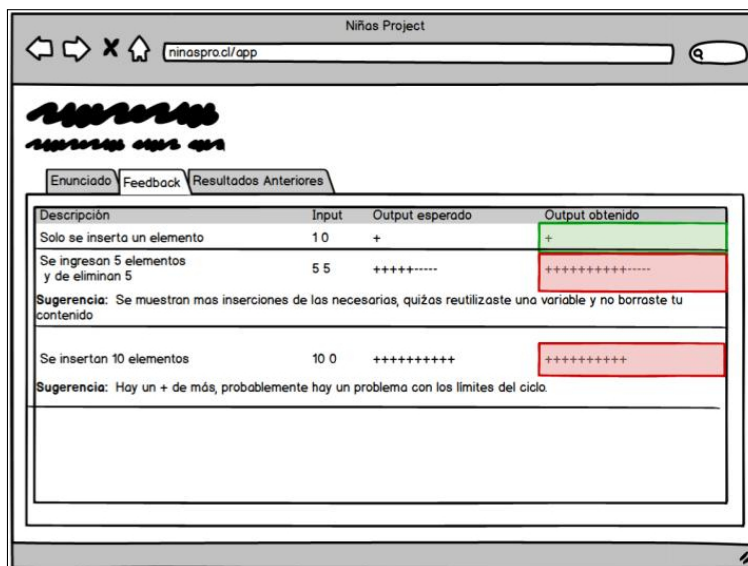 Niñas Project
ninaspro.cl/app
Enunciado Feedback Resultados Anteriores
Descripción Input Output esperado Output obtenido
Solo se inserta un elemento 1 0 + +
Se ingresan 5 elementos
y de eliminan 5 5 5 +++++----- ++++++++++-----
Sugerencia: Se muestran mas inserciones de las necesarias, quizás reutilizaste una variable y no borraste tu
contenido
Se insertan 10 elementos 10 0 ++++++++++ ++++++++++
Sugerencia: Hay un + de más, probablemente hay un problema con los límites del ciclo.